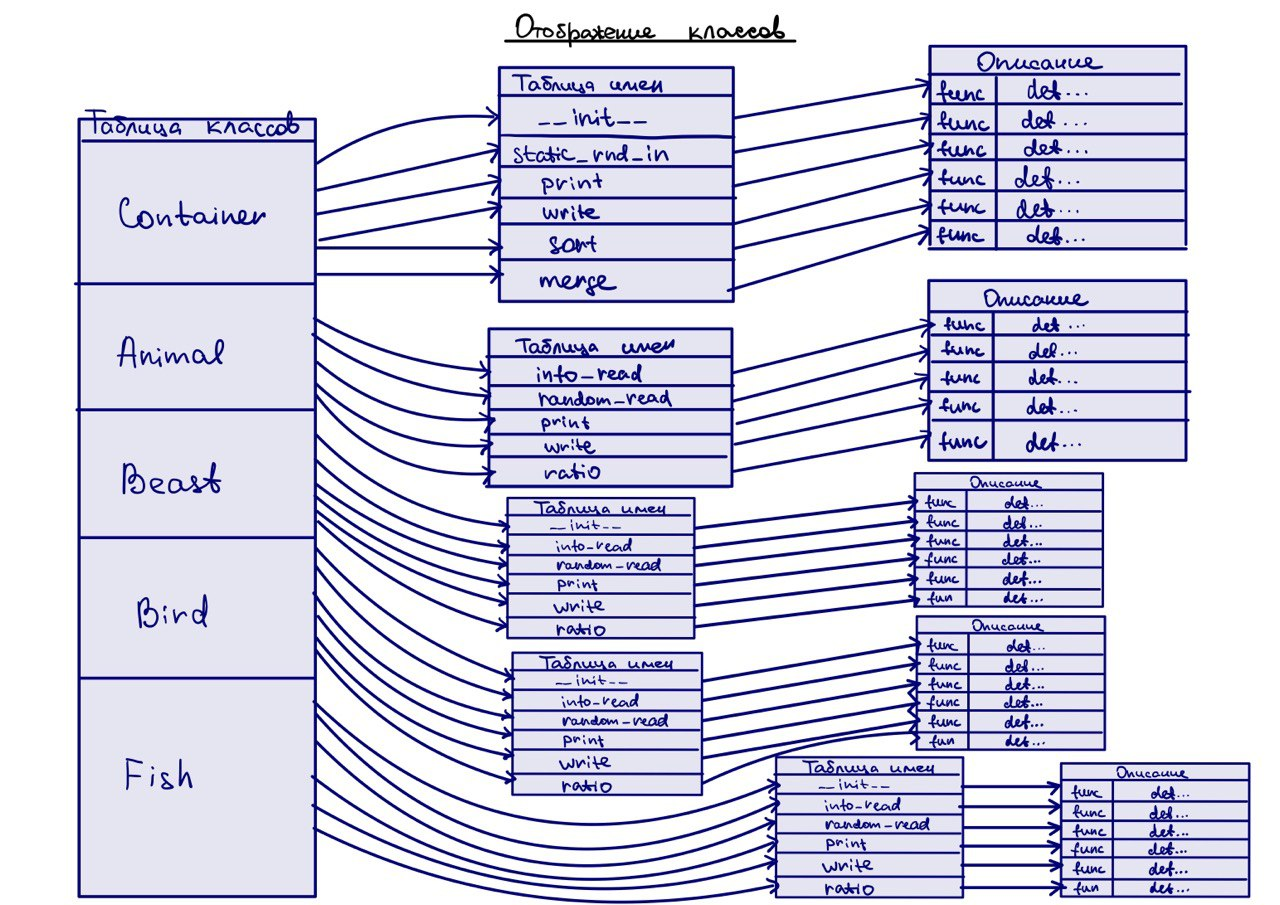 Отображение классов
Таблица классов
Container
Animal
Beast
Bird
Fish
Таблица имен
__init__
static_rnd_in
print
write
sort
merge
Описание
func def...
func def...
func def...
func def...
func def...
func def...
Таблица имен
info_read
random_read
print
write
ratio
Описание
func def...
func def...
func def...
func def...
func def...
Таблица имен
__init__
info_read
random_read
print
write
ratio
Описание
func def...
func def...
func def...
func def...
func def...
fun def...
Таблица имен
__init__
info_read
random_read
print
write
ratio
Описание
func def...
func def...
func def...
func def...
func def...
fun def...
Таблица имен
__init__
info_read
random_read
print
write
ratio
Описание
func def...
func def...
func def...
func def...
func def...
fun def...